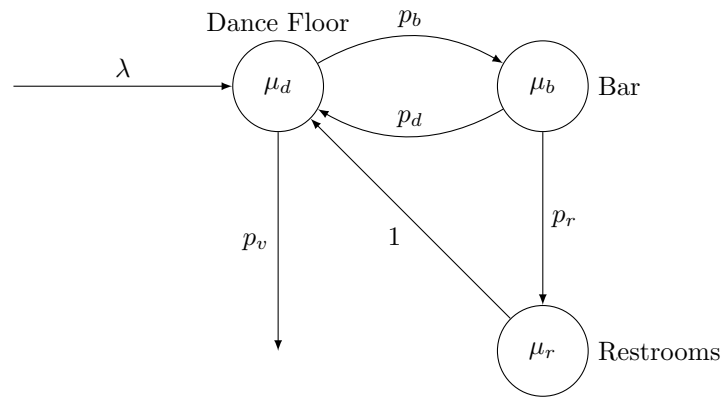 Dance Floor
p_b
λ
μ_d
μ_b
Bar
p_d
p_v
1
p_r
μ_r
Restrooms